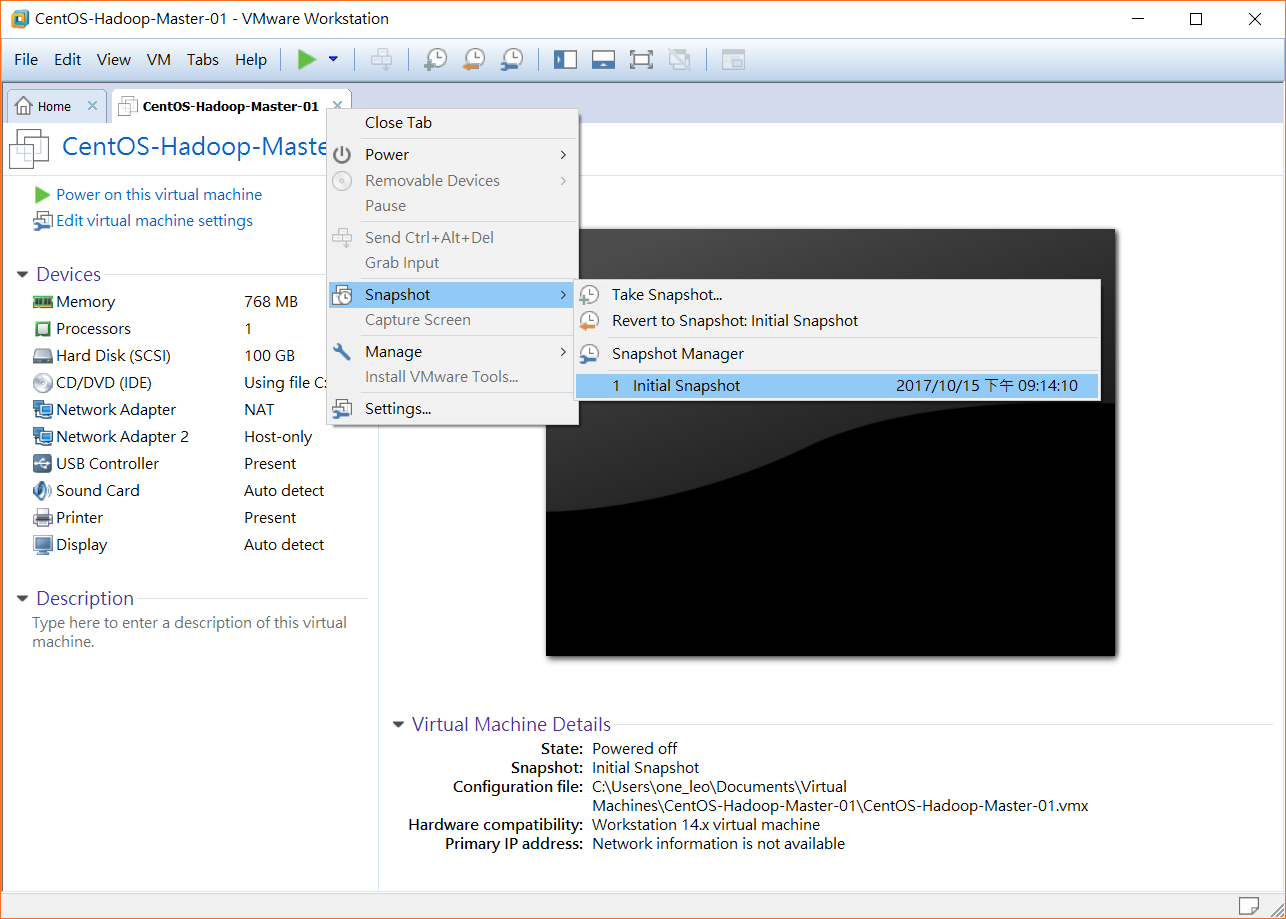 CentOS-Hadoop-Master-01 - VMware Workstation
File Edit View VM Tabs Help
Home
CentOS-Hadoop-Master-01
CentOS-Hadoop-Maste
Power on this virtual machine
Edit virtual machine settings
Devices
Memory 768 MB
Processors 1
Hard Disk (SCSI) 100 GB
CD/DVD (IDE) Using file C:
Network Adapter NAT
Network Adapter 2 Host-only
USB Controller Present
Sound Card Auto detect
Printer Present
Display Auto detect
Description
Type here to enter a description of this virtual
machine.
Close Tab
Power
Removable Devices
Pause
Send Ctrl+Alt+Del
Grab Input
Snapshot
Capture Screen
Manage
Install VMware Tools...
Settings...
Take Snapshot...
Revert to Snapshot: Initial Snapshot
Snapshot Manager
1 Initial Snapshot 2017/10/15 下午 09:14:10
Virtual Machine Details
State: Powered off
Snapshot: Initial Snapshot
Configuration file: C:\Users\one_leo\Documents\Virtual
Machines\CentOS-Hadoop-Master-01\CentOS-Hadoop-Master-01.vmx
Hardware compatibility: Workstation 14.x virtual machine
Primary IP address: Network information is not available